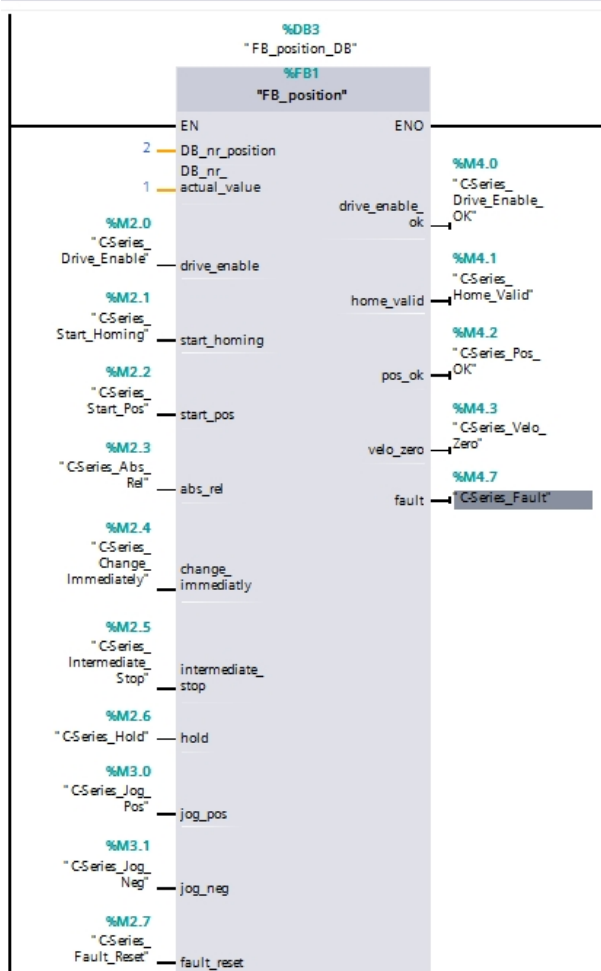 %DB3
"FB_position_DB"
%FB1
"FB_position"
EN
ENO
2
DB_nr_position
1
DB_nr_
actual_value
%M2.0
"C-Series_
Drive_Enable"
drive_enable
%M2.1
"C-Series_
Start_Homing"
start_homing
%M2.2
"C-Series_
Start_Pos"
start_pos
%M2.3
"C-Series_Abs_
Rel"
abs_rel
%M2.4
"C-Series_
Change_
Immediately"
change_
immediatly
%M2.5
"C-Series_
Intermediate_
Stop"
intermediate_
stop
%M2.6
"C-Series_Hold"
hold
%M3.0
"C-Series_Jog_
Pos"
jog_pos
%M3.1
"C-Series_Jog_
Neg"
jog_neg
%M2.7
"C-Series_
Fault_Reset"
fault_reset
drive_enable_
ok
%M4.0
"C-Series_
Drive_Enable_
OK"
home_valid
%M4.1
"C-Series_
Home_Valid"
pos_ok
%M4.2
"C-Series_Pos_
OK"
velo_zero
%M4.3
"C-Series_Velo_
Zero"
fault
%M4.7
"C-Series_Fault"